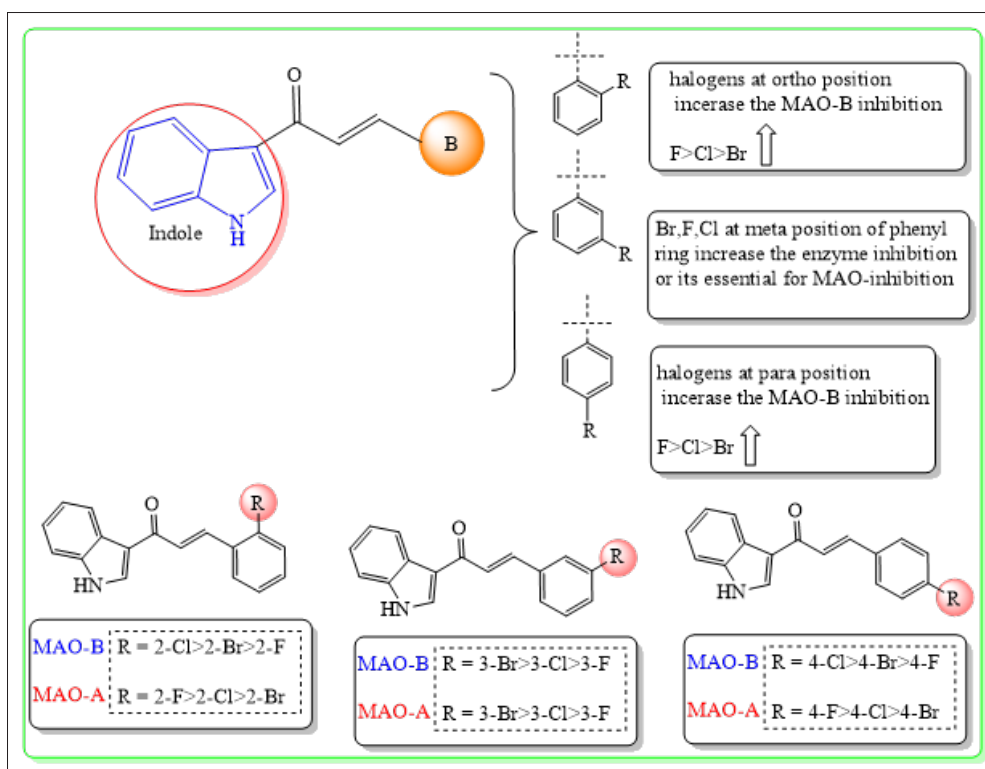 O
B
N
H
Indole
R
halogens at ortho position
incerase the MAO-B inhibition
F>Cl>Br
R
Br,F,Cl at meta position of phenyl
ring increase the enzyme inhibition
or its essential for MAO-inhibition
R
halogens at para position
incerase the MAO-B inhibition
F>Cl>Br
O
R
HN
MAO-B R = 2-Cl>2-Br>2-F
MAO-A R = 2-F>2-Cl>2-Br
O
R
HN
MAO-B R = 3-Br>3-Cl>3-F
MAO-A R = 3-Br>3-Cl>3-F
O
R
HN
MAO-B R = 4-Cl>4-Br>4-F
MAO-A R = 4-F>4-Cl>4-Br